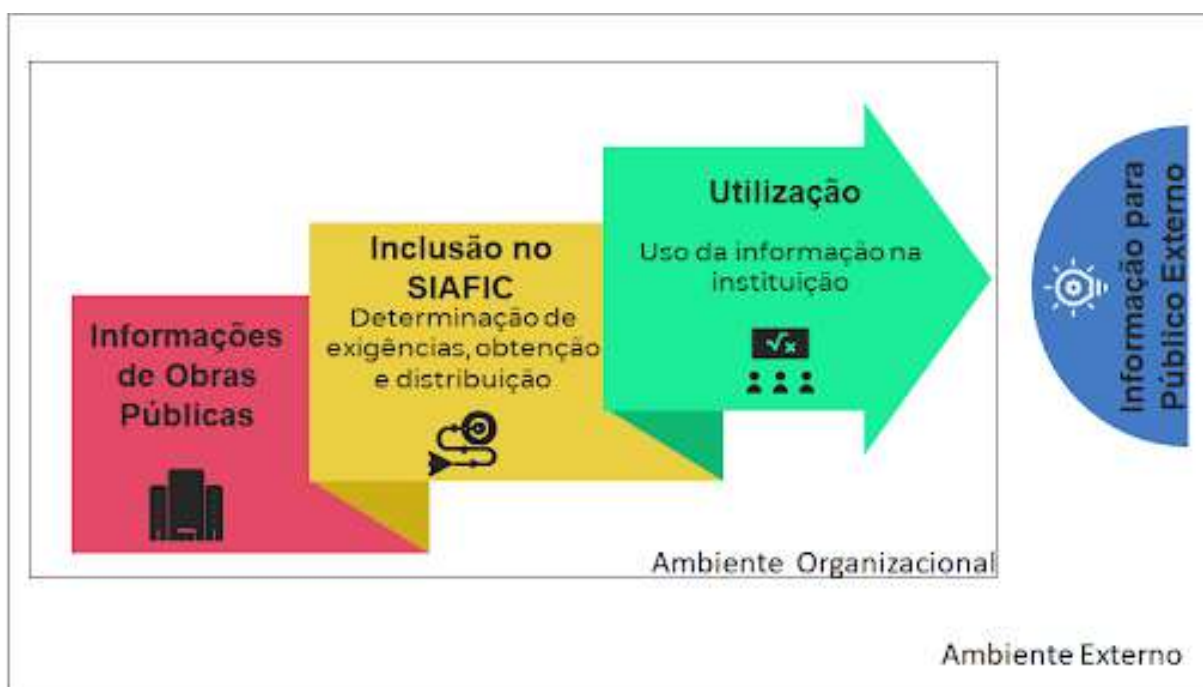 Informações
de Obras
Públicas
Inclusão no
SIAFIC
Determinação de
exigências, obtenção
e distribuição
Utilização
Uso da informação na
instituição
√x
Informação para
Público Externo
Ambiente Organizacional
Ambiente Externo